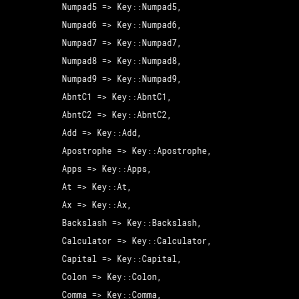 Numpad5 => Key::Numpad5,
Numpad6 => Key::Numpad6,
Numpad7 => Key::Numpad7,
Numpad8 => Key::Numpad8,
Numpad9 => Key::Numpad9,
AbntC1 => Key::AbntC1,
AbntC2 => Key::AbntC2,
Add => Key::Add,
Apostrophe => Key::Apostrophe,
Apps => Key::Apps,
At => Key::At,
Ax => Key::Ax,
Backslash => Key::Backslash,
Calculator => Key::Calculator,
Capital => Key::Capital,
Colon => Key::Colon,
Comma => Key::Comma,